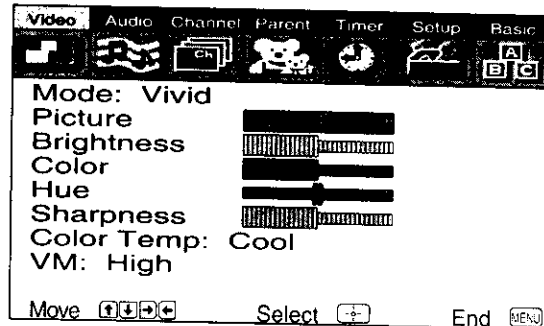 Video Audio Channel Parent Timer Setup Basic
Ch A B C
Mode: Vivid
Picture
Brightness
Color
Hue
Sharpness
Color Temp: Cool
VM: High
Move Select End MENU